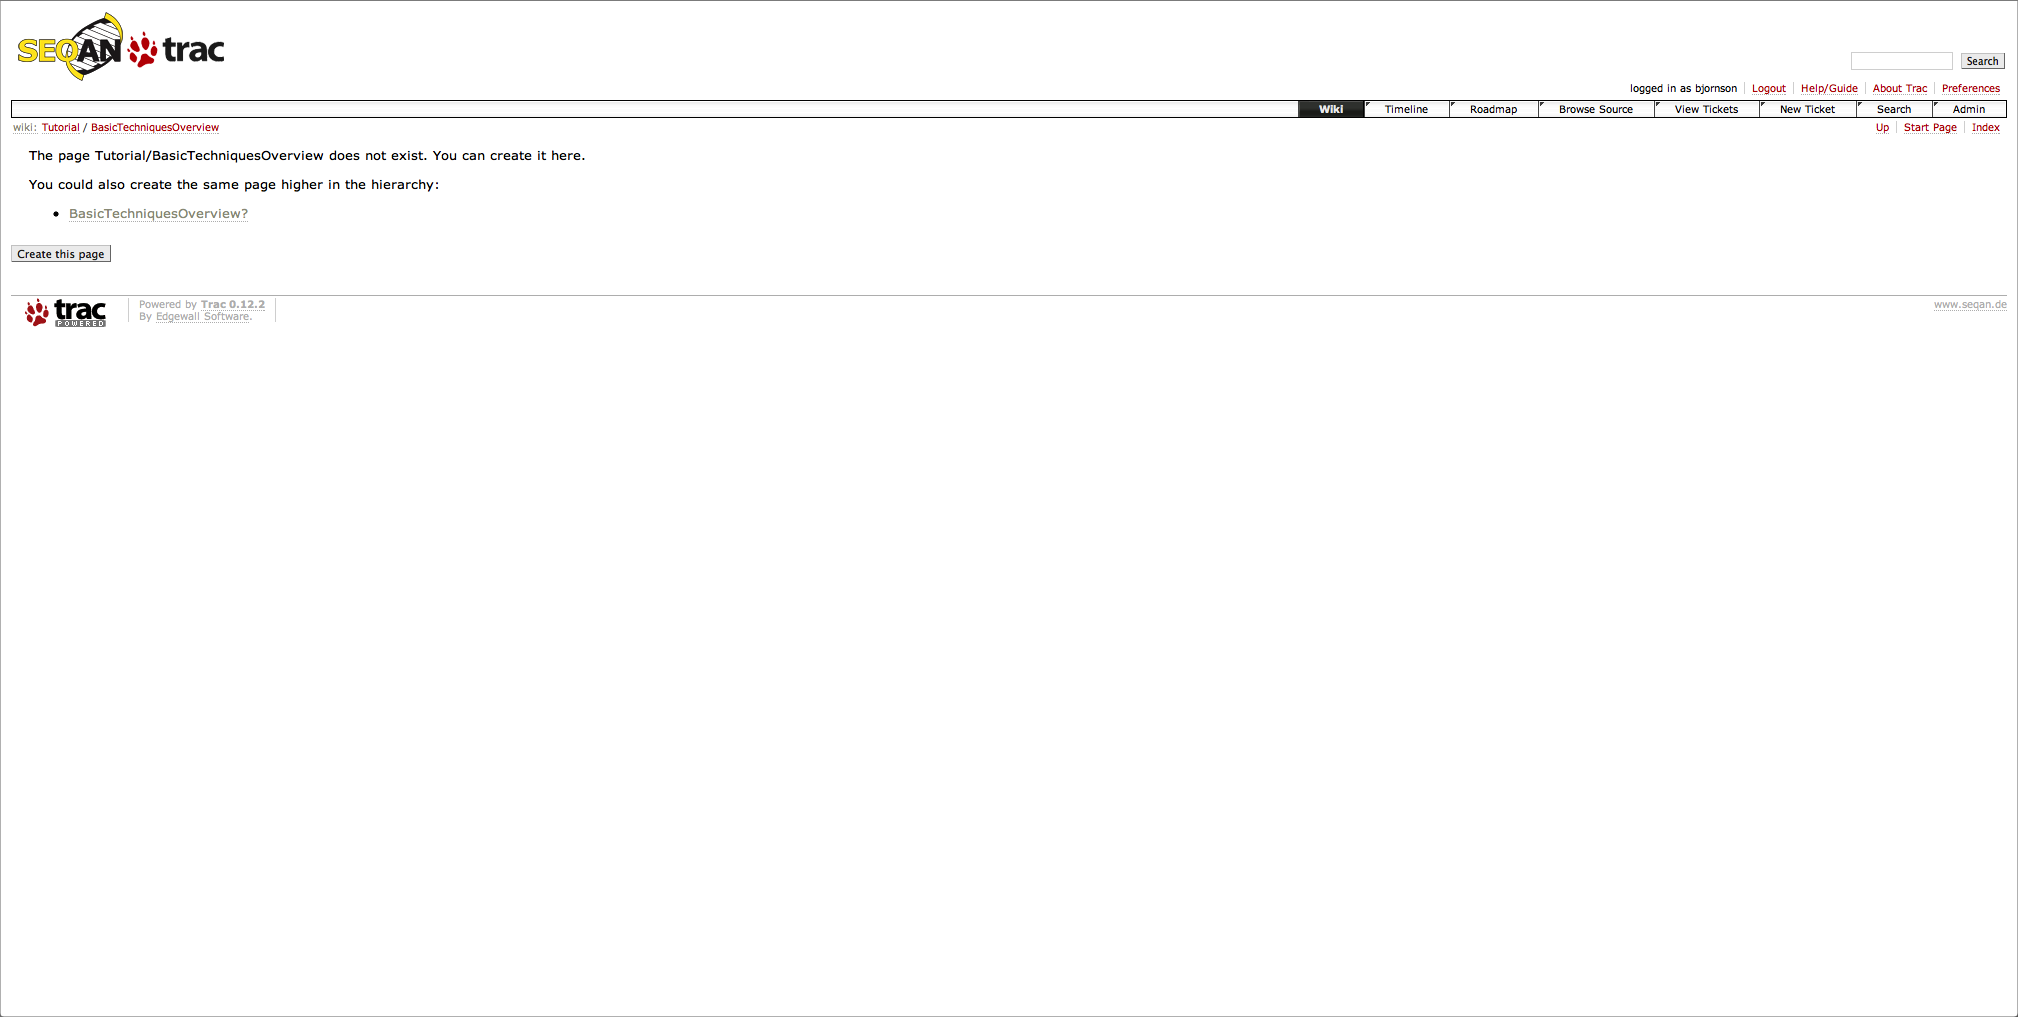 SEQAN trac
Search
logged in as bjornson Logout Help/Guide About Trac Preferences
Wiki Timeline Roadmap Browse Source View Tickets New Ticket Search Admin
wiki: Tutorial / BasicTechniquesOverview
Up Start Page Index
The page Tutorial/BasicTechniquesOverview does not exist. You can create it here.
You could also create the same page higher in the hierarchy:
• BasicTechniquesOverview?
Create this page
trac
POWERED
Powered by Trac 0.12.2
By Edgewall Software.
www.seqan.de